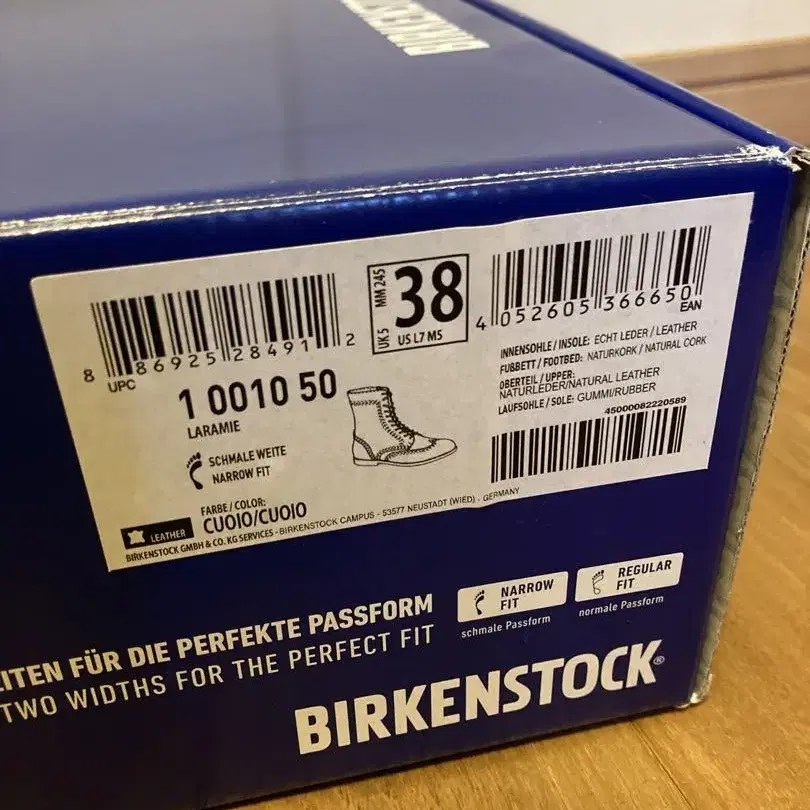 BIRKENSTOCK
8 86925 28491 2
UPC
MM 245
UK 5
38
US L7 M5
4 052605 366650
EAN
1 0010 50
LARAMIE
SCHMALE WEITE
NARROW FIT
INNENSOHLE / INSOLE: ECHT LEDER / LEATHER
FUßBETT / FOOTBED: NATURKORK / NATURAL CORK
OBERTEIL / UPPER:
NATURLEDER/NATURAL LEATHER
LAUFSOHLE / SOLE: GUMMI/RUBBER
45000082220589
FARBE / COLOR:
CUOIO/CUOIO
LEATHER
BIRKENSTOCK GMBH & CO. KG SERVICES - BIRKENSTOCK CAMPUS - 53577 NEUSTADT (WIED) . GERMANY
EITEN FÜR DIE PERFEKTE PASSFORM
TWO WIDTHS FOR THE PERFECT FIT
NARROW
FIT
schmale Passform
REGULAR
FIT
normale Passform
BIRKENSTOCK®